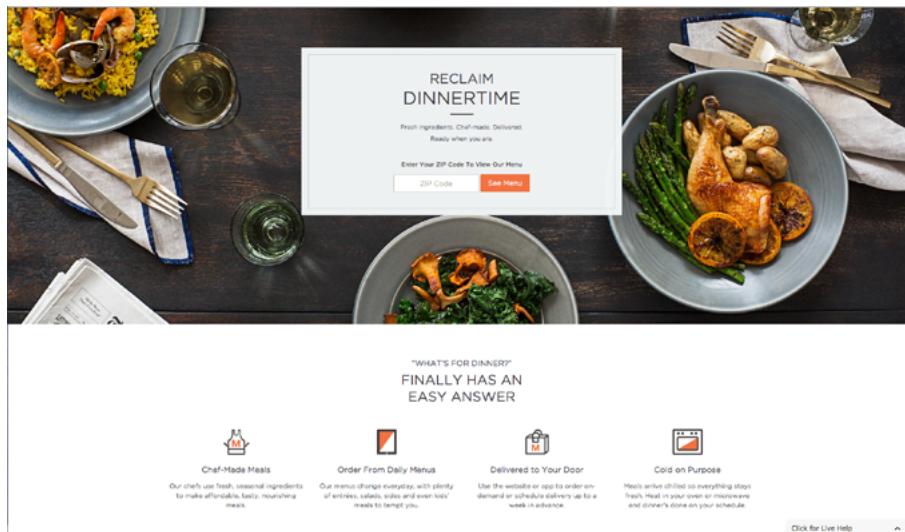 RECLAIM
DINNERTIME
Fresh ingredients. Chef-made. Delivered.
Ready when you are.
Enter Your ZIP Code To View Our Menu
ZIP Code
See Menu
"WHAT'S FOR DINNER?"
FINALLY HAS AN
EASY ANSWER
M
M
Chef-Made Meals
Order From Daily Menus
Delivered to Your Door
Cold on Purpose
Our chefs use fresh, seasonal ingredients
to make affordable, tasty, nourishing
meals.
Our menus change everyday, with plenty
of entrées, salads, sides and even kids'
meals to tempt you.
Use the website or app to order on-
demand or schedule delivery up to a
week in advance.
Meals arrive chilled so everything stays
fresh. Heat in your oven or microwave
and dinner's done on your schedule.
Click for Live Help